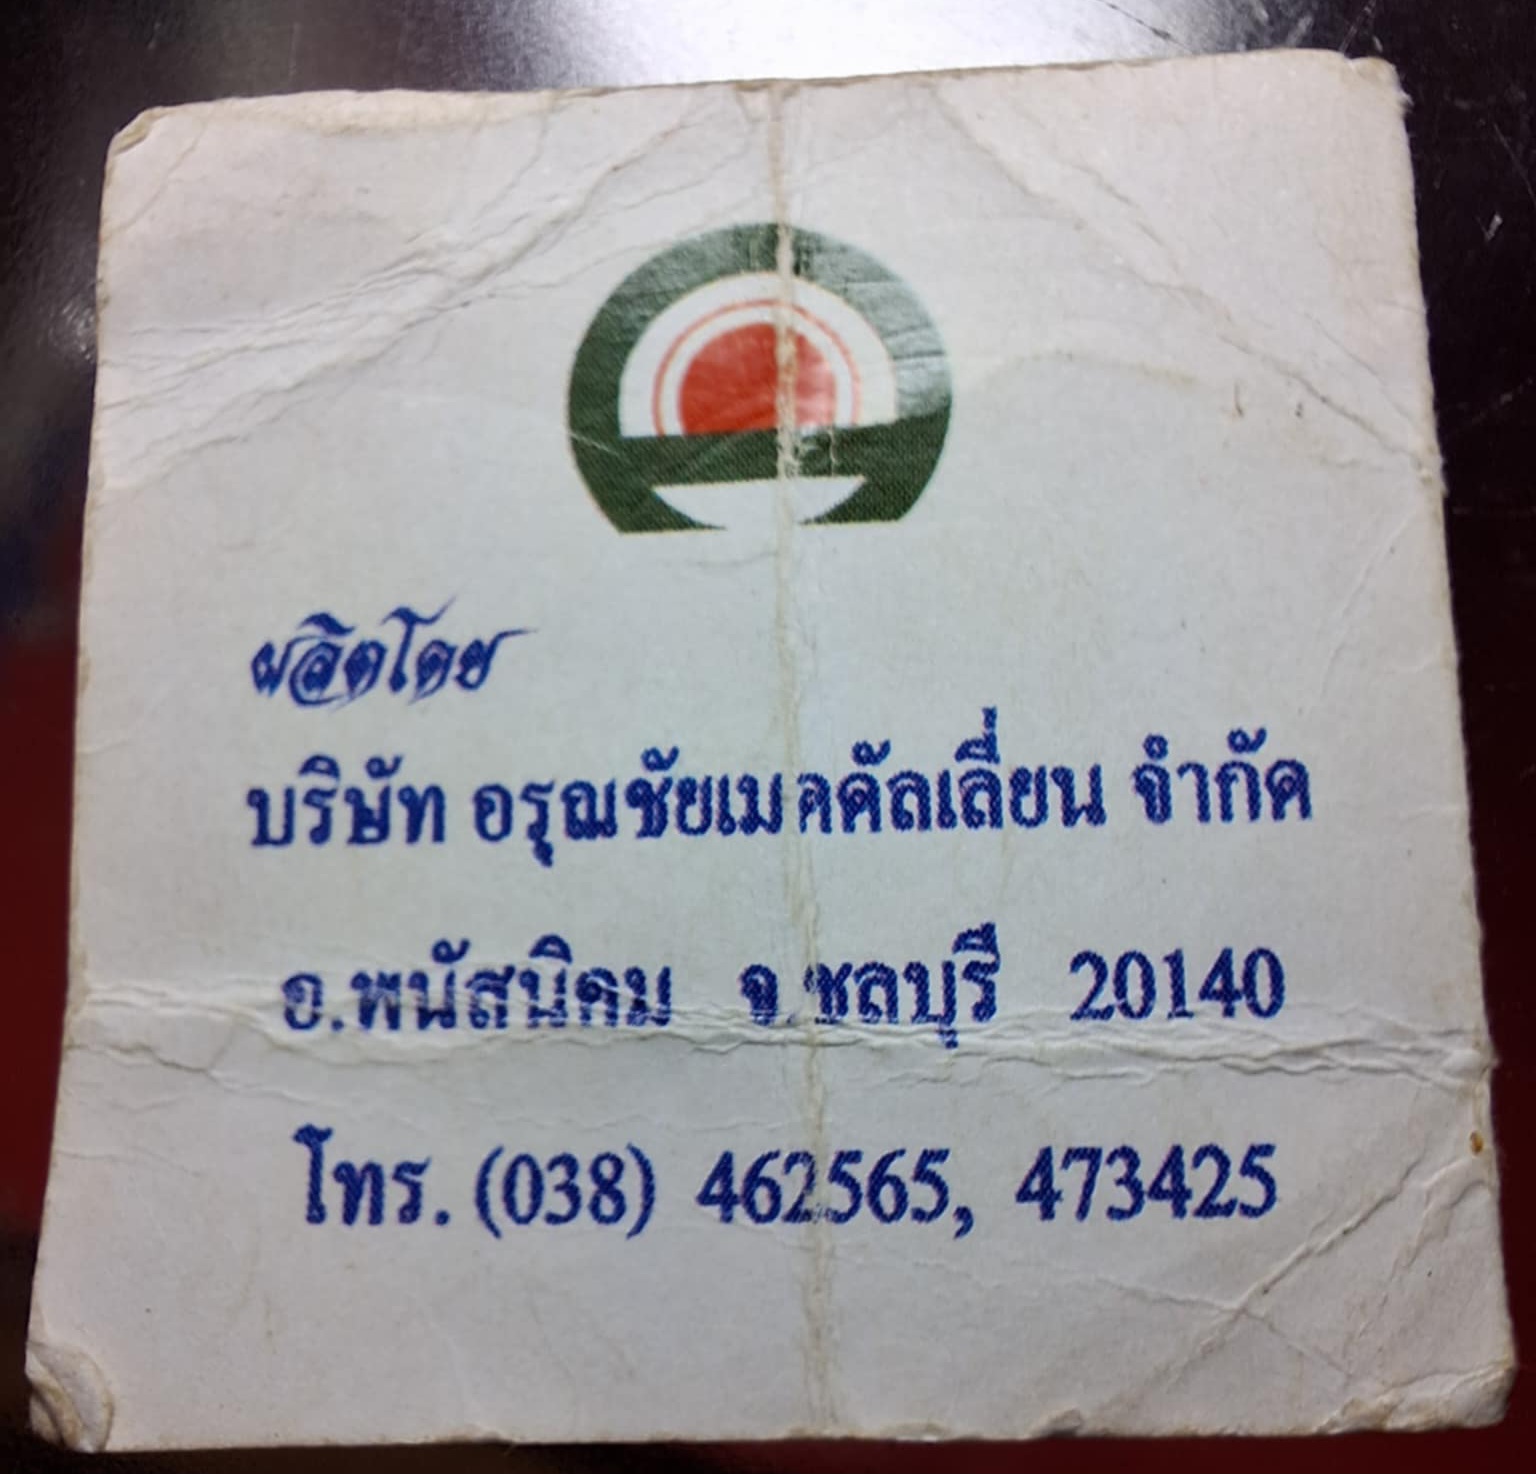 ผลิตโดย
บริษัท อรุณชัยเมดดัลเลี่ยน จำกัด
อ.พนัสนิคม จ.ชลบุรี 20140
โทร. (038) 462565, 473425